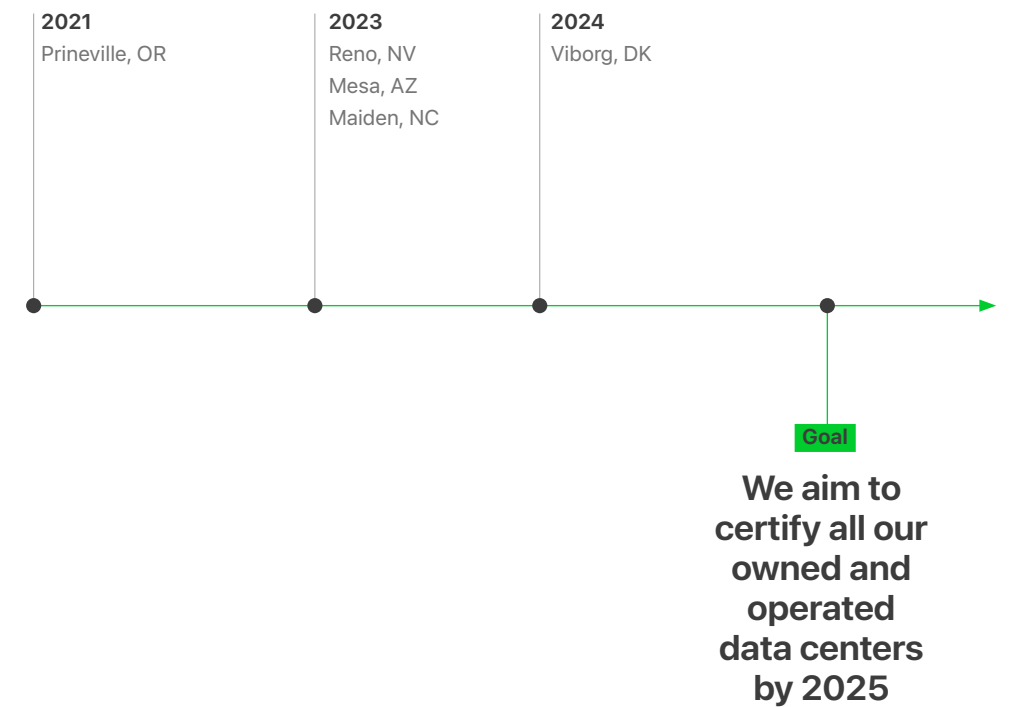 2021
Prineville, OR
2023
Reno, NV
Mesa, AZ
Maiden, NC
2024
Viborg, DK
Goal
We aim to
certify all our
owned and
operated
data centers
by 2025